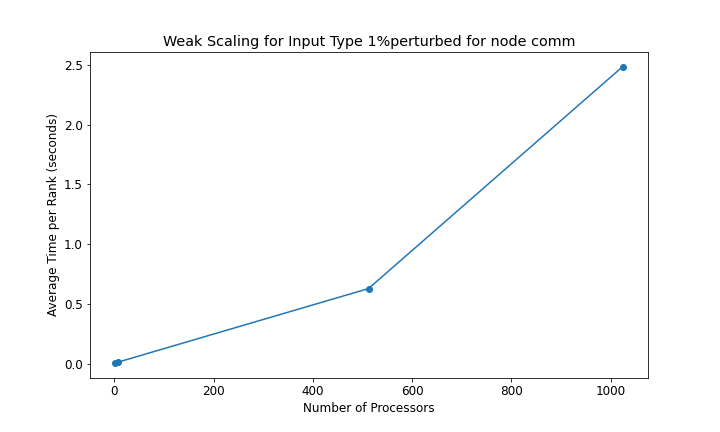 Weak Scaling for Input Type 1%perturbed for node comm
2.5
2.0
1.5
1.0
0.5
0.0
Average Time per Rank (seconds)
0 200 400 600 800 1000
Number of Processors